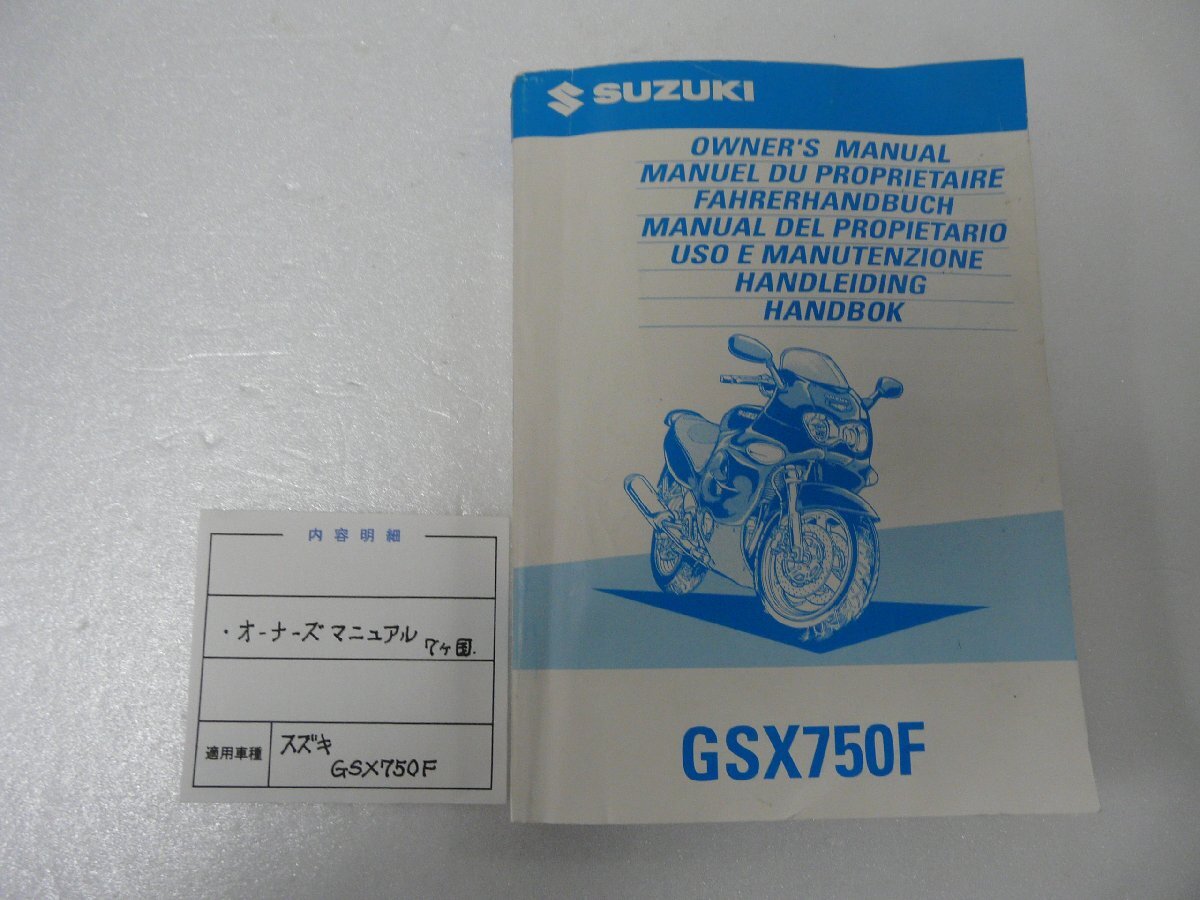 SUZUKI
OWNER'S MANUAL
MANUEL DU PROPRIETAIRE
FAHRERHANDBUCH
MANUAL DEL PROPIETARIO
USO E MANUTENZIONE
HANDLEIDING
HANDBOK
GSX750F
内容明細
・オーナーズマニュアル 7ヶ国.
適用車種
スズキ
GSX750F